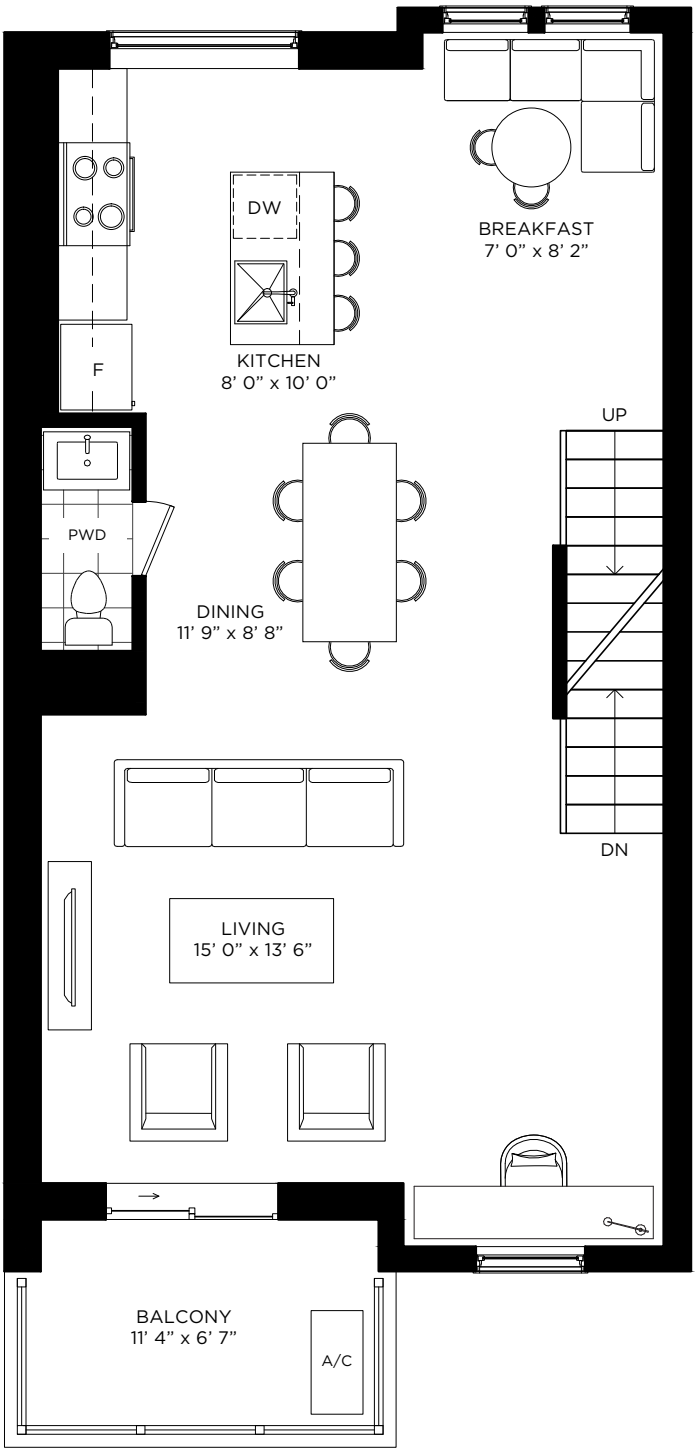 DW
BREAKFAST
7’ 0” x 8’ 2”
F
KITCHEN
8’ 0” x 10’ 0”
UP
PWD
DINING
11’ 9” x 8’ 8”
DN
LIVING
15’ 0” x 13’ 6”
BALCONY
11’ 4” x 6’ 7”
A/C